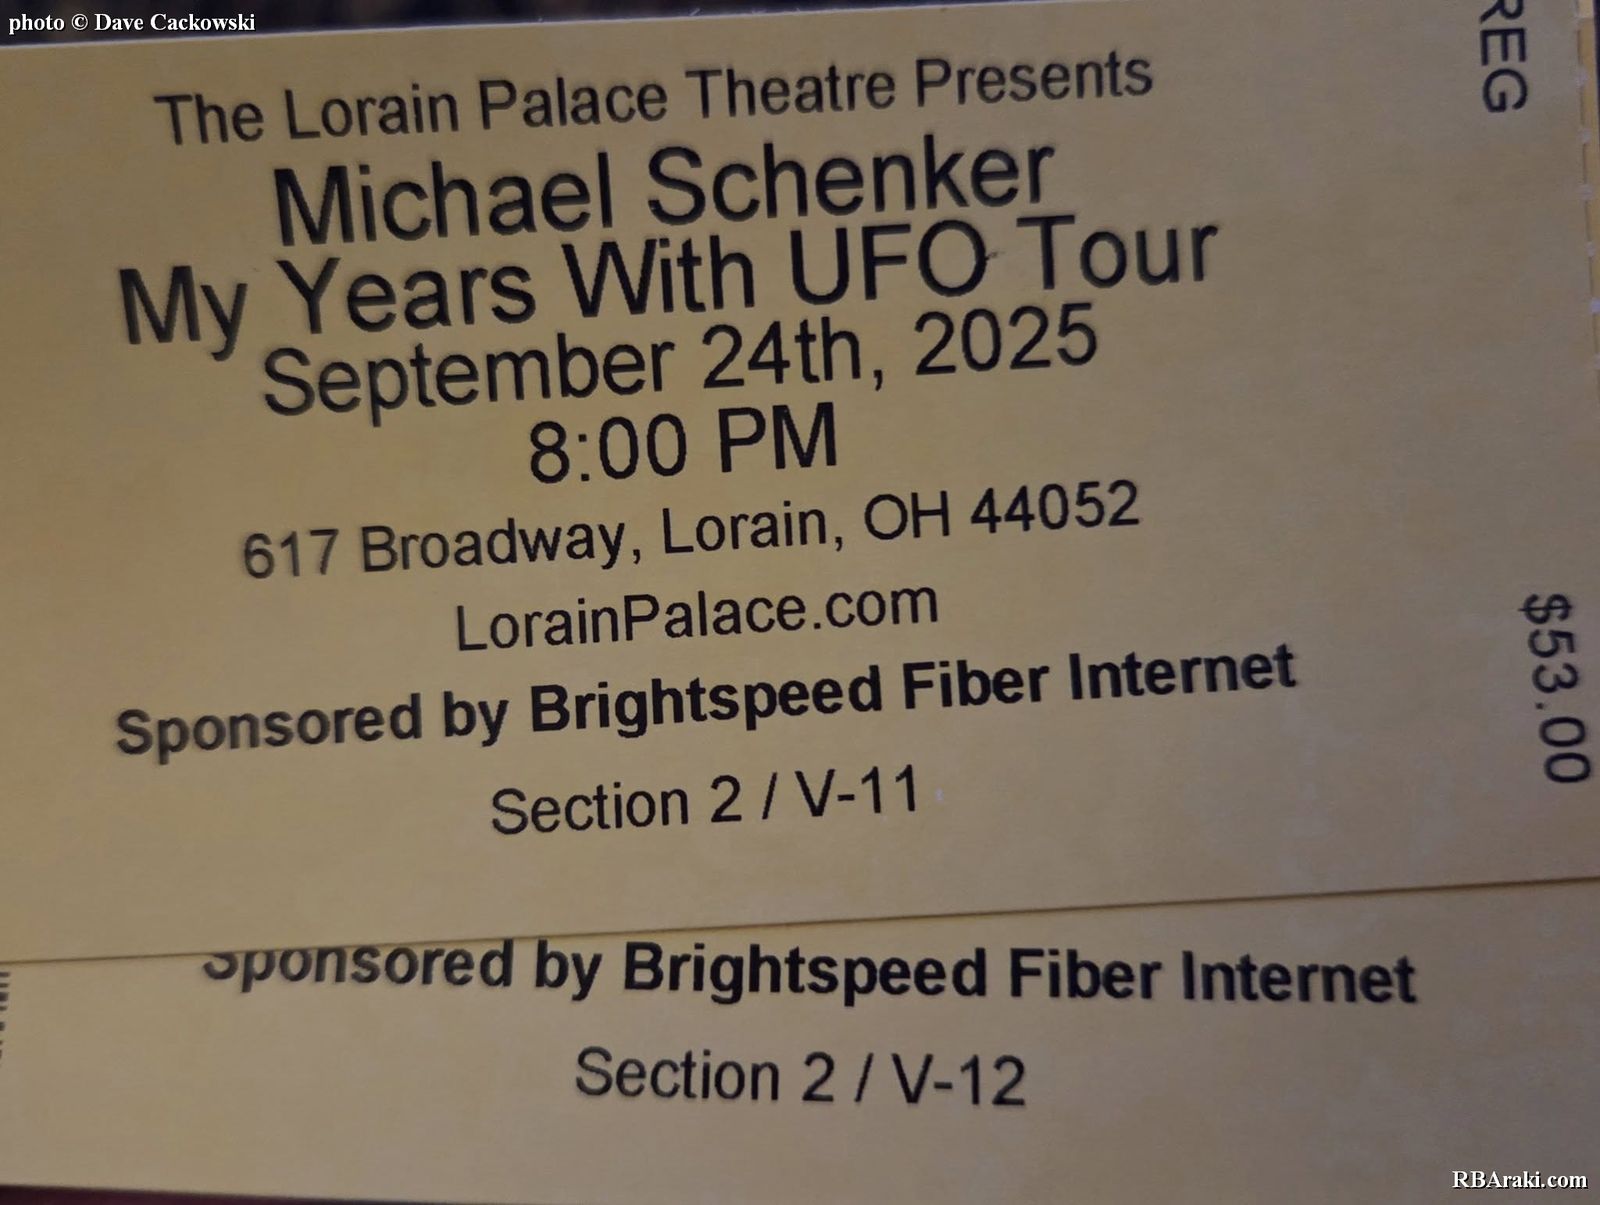 photo © Dave Cackowski
The Lorain Palace Theatre Presents
Michael Schenker
My Years With UFO Tour
September 24th, 2025
8:00 PM
617 Broadway, Lorain, OH 44052
LorainPalace.com
Sponsored by Brightspeed Fiber Internet
Section 2 / V-11
REG
$53.00
Sponsored by Brightspeed Fiber Internet
Section 2 / V-12
RBAraki.com